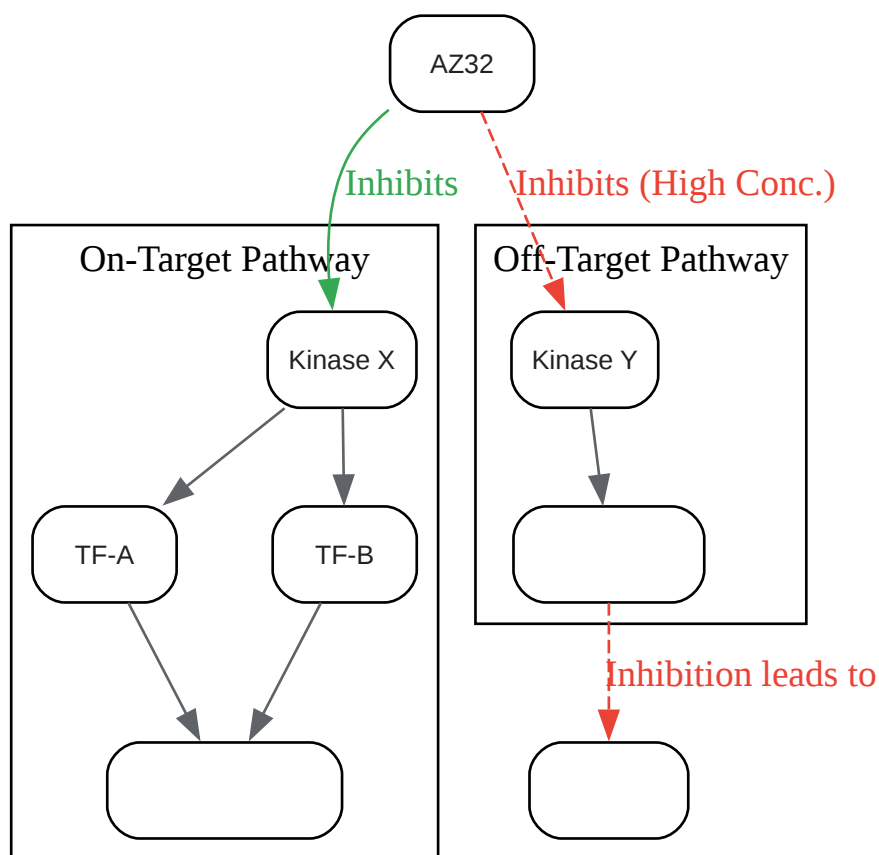 AZ32
Inhibits
Inhibits (High Conc.)
On-Target Pathway
Off-Target Pathway
Kinase X
Kinase Y
TF-A
TF-B
Inhibition leads to